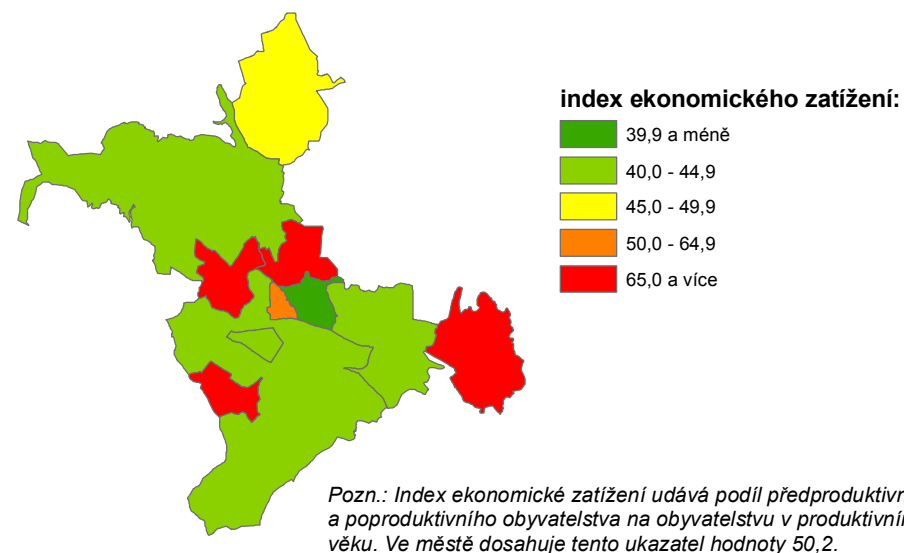 index ekonomického zatížení:
39,9 a méně
40,0 - 44,9
45,0 - 49,9
50,0 - 64,9
65,0 a více
Pozn.: Index ekonomické zatížení udává podíl předproduktivn
a poproduktivního obyvatelstva na obyvatelstvu v produktivním
věku. Ve městě dosahuje tento ukazatel hodnoty 50,2.